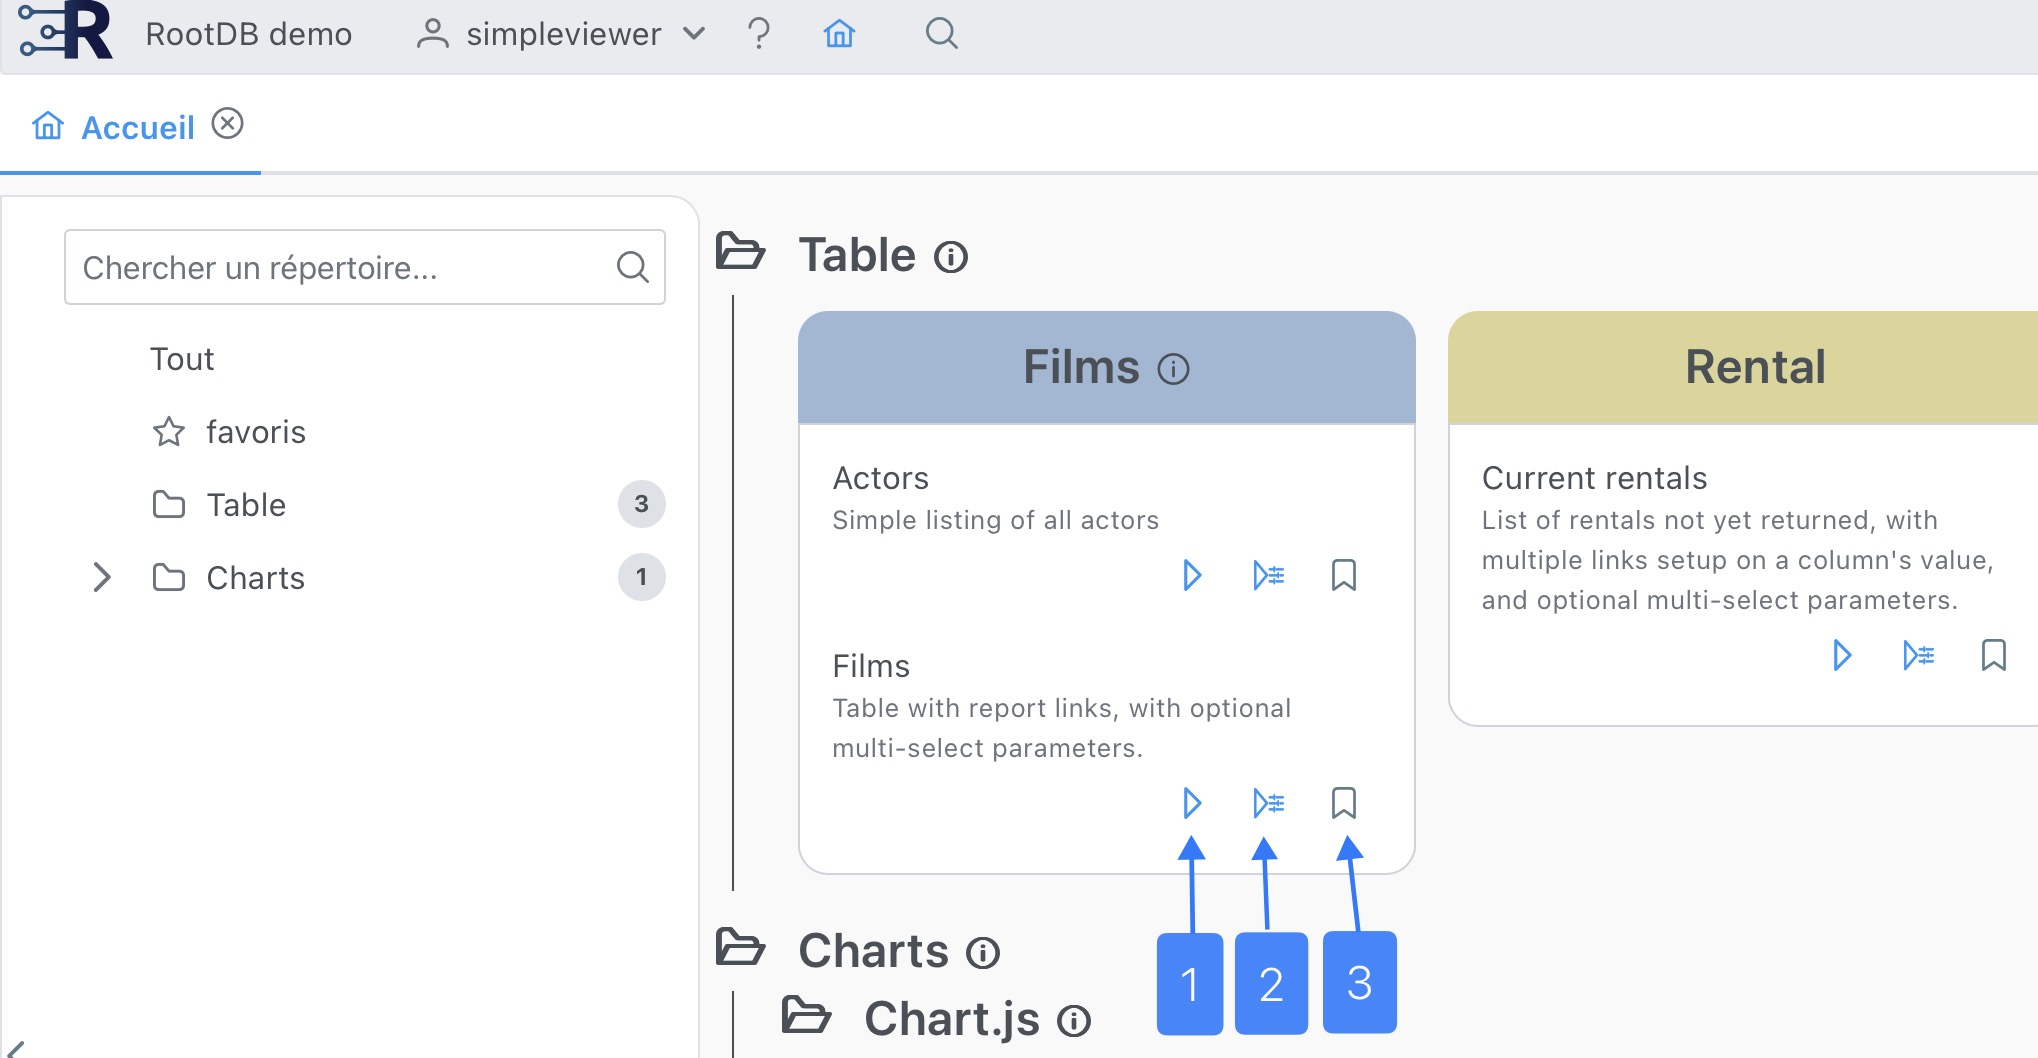 R RootDB demo simpleviewer ?
Accueil
Chercher un répertoire...
Tout
favoris
Table 3
Charts 1
Table
Films
Actors
Simple listing of all actors
Films
Table with report links, with optional
multi-select parameters.
Rental
Current rentals
List of rentals not yet returned, with
multiple links setup on a column's value,
and optional multi-select parameters.
Charts
Chart.js
1 2 3